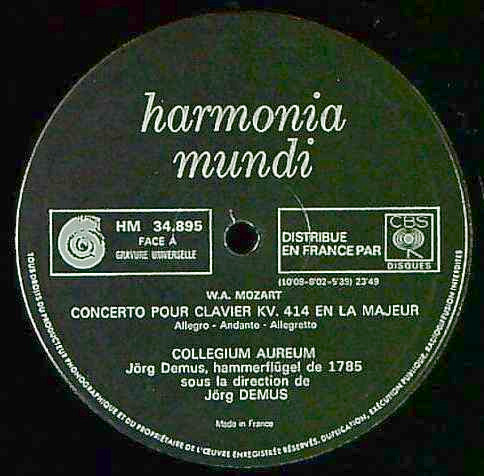 harmonia
mundi
HM 34.895
FACE A
GRAVURE UNIVERSELLE
DISTRIBUE
EN FRANCE PAR
CBS
DISQUES
(10'09-8'02-5'35) 23'49
W.A. MOZART
CONCERTO POUR CLAVIER KV. 414 EN LA MAJEUR
Allegro - Andante - Allegretto
COLLEGIUM AUREUM
Jörg Demus, hammerflügel de 1785
sous la direction de
Jörg DEMUS
Made in France
TOUS DROITS DU PRODUCTEUR PHONOGRAPHIQUE ET DU PROPRIÉTAIRE DE L'ŒUVRE ENREGISTRÉE RÉSERVÉS. DUPLICATION, EXÉCUTION PUBLIQUE, RADIODIFFUSION INTERDITES